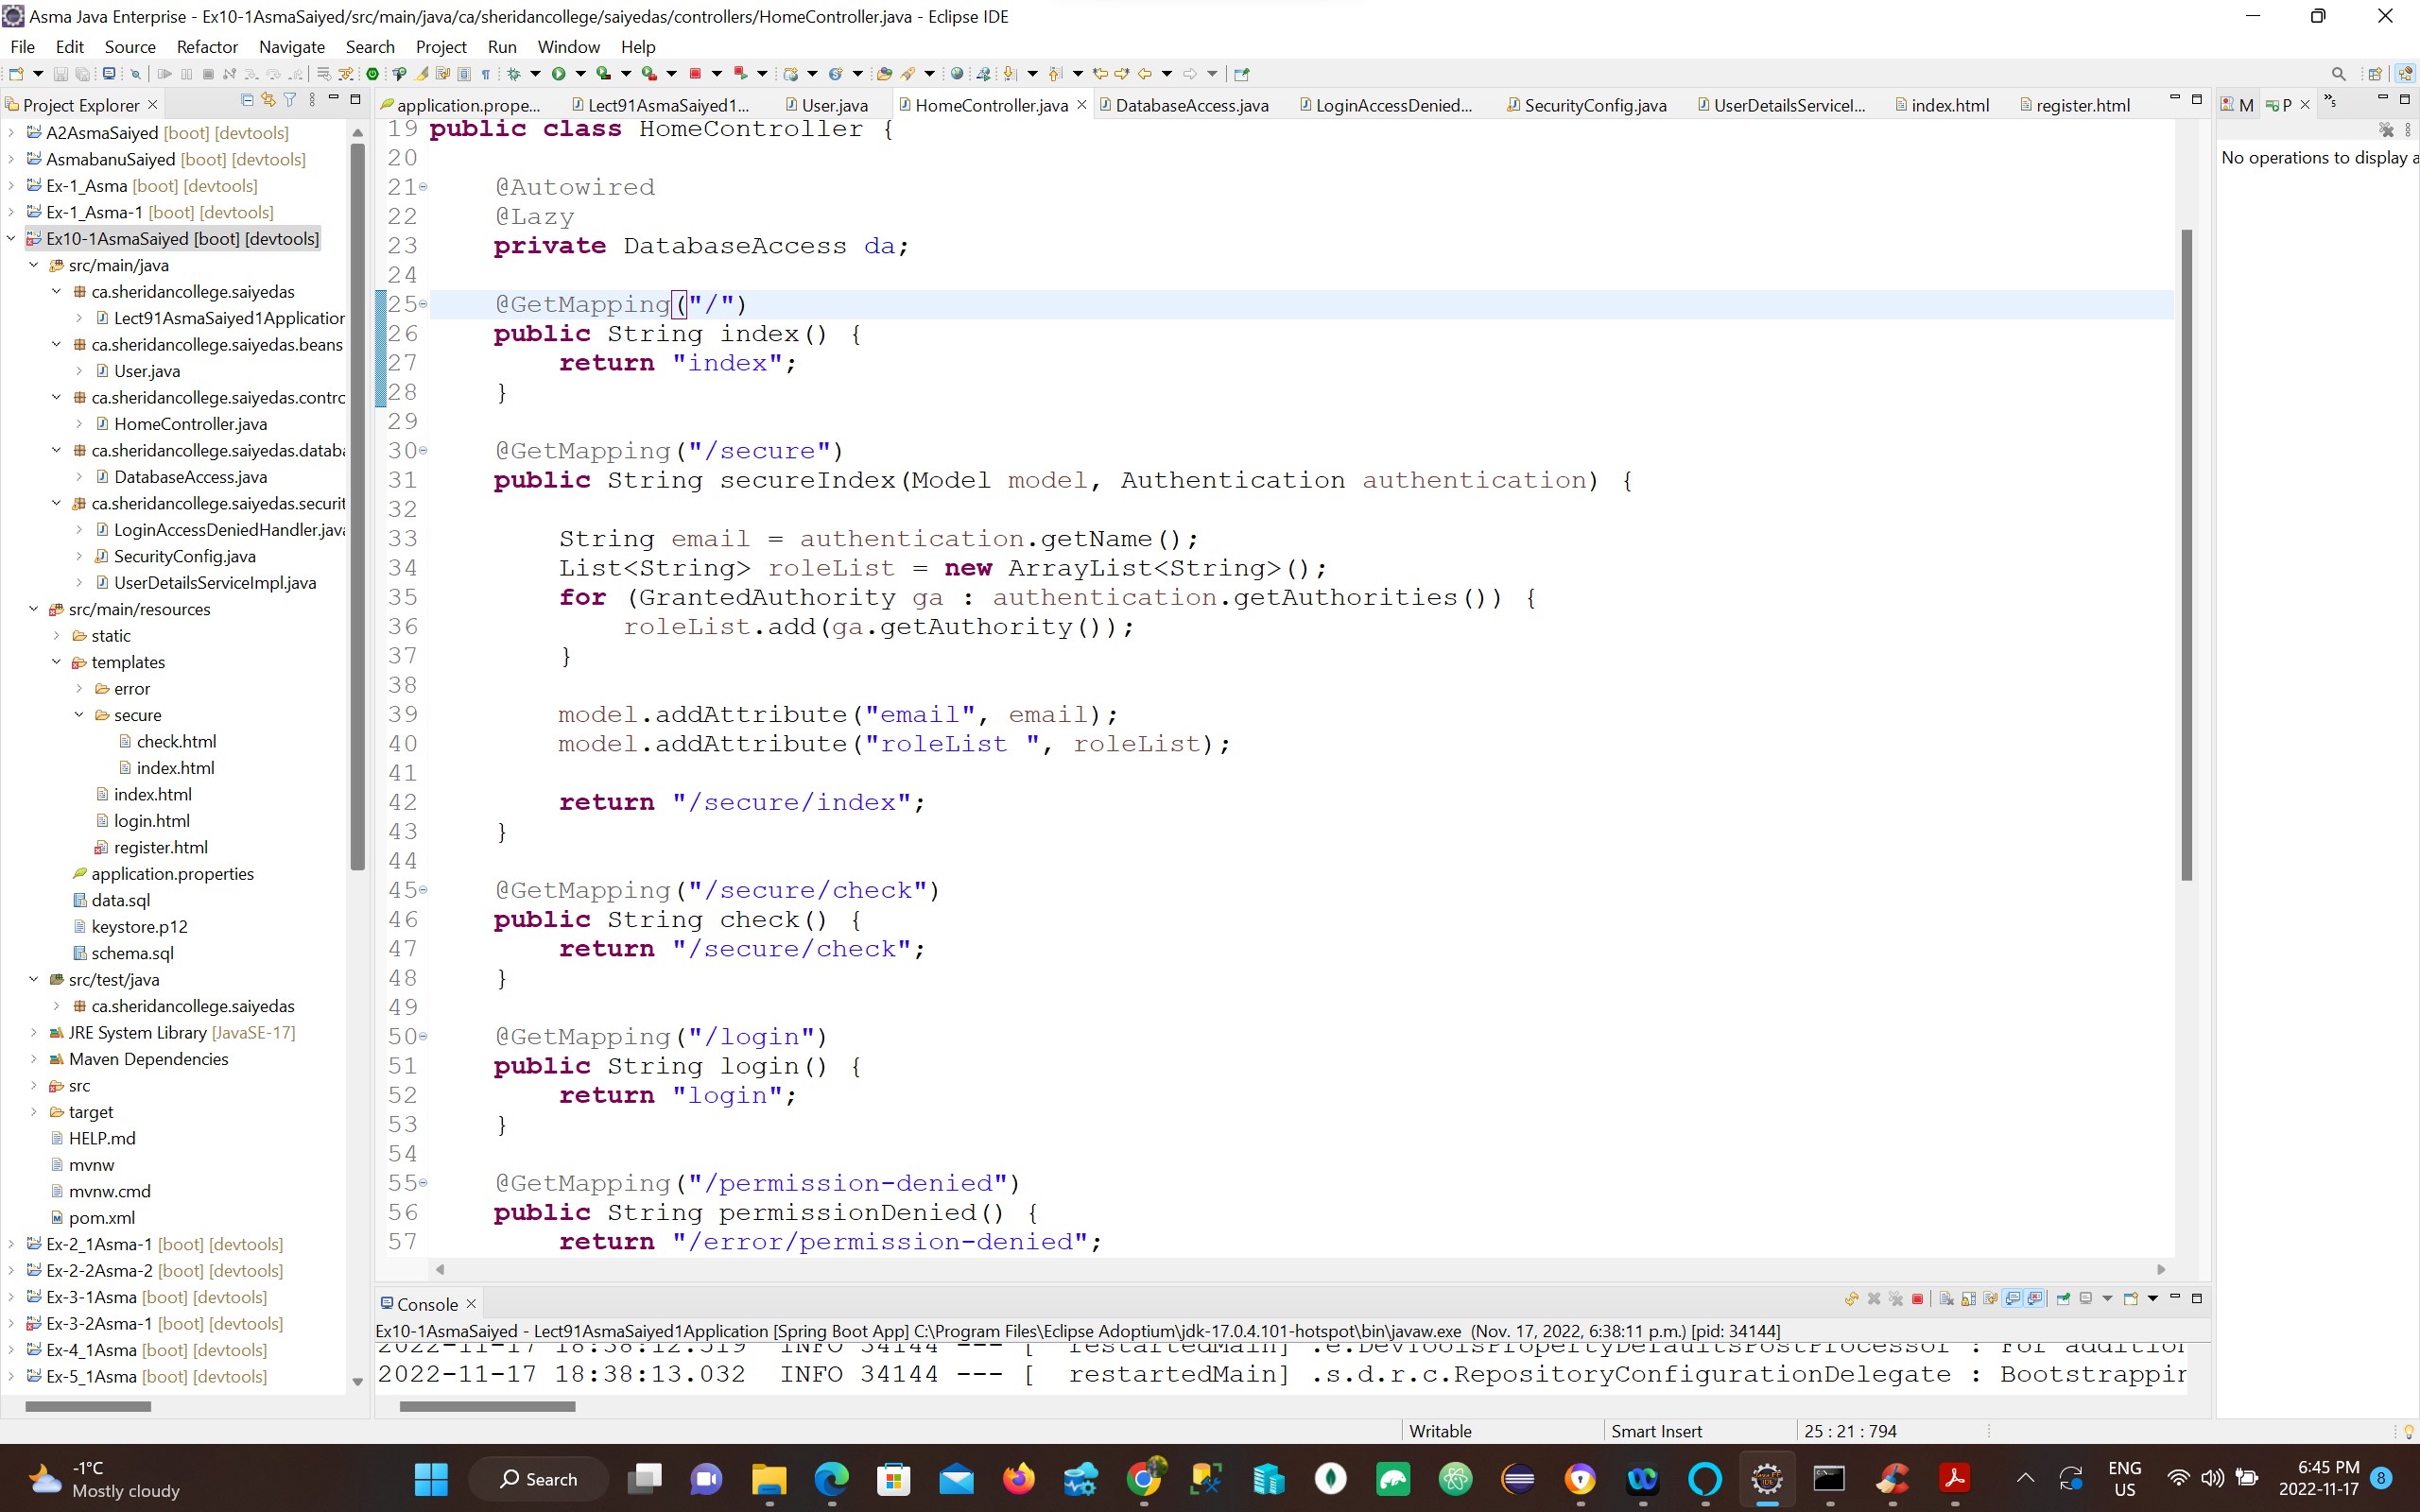 Asma Java Enterprise - Ex10-1AsmaSaiyed/src/main/java/ca/sheridancollege/saiyedas/controllers/HomeController.java - Eclipse IDE
File Edit Source Refactor Navigate Search Project Run Window Help
Project Explorer
A2AsmaSaiyed [boot] [devtools]
AsmabanuSaiyed [boot] [devtools]
Ex-1_Asma [boot] [devtools]
Ex-1_Asma-1 [boot] [devtools]
Ex10-1AsmaSaiyed [boot] [devtools]
src/main/java
ca.sheridancollege.saiyedas
Lect91AsmaSaiyed1Application
ca.sheridancollege.saiyedas.beans
User.java
ca.sheridancollege.saiyedas.contro
HomeController.java
ca.sheridancollege.saiyedas.databa
DatabaseAccess.java
ca.sheridancollege.saiyedas.securit
LoginAccessDeniedHandler.java
SecurityConfig.java
UserDetailsServiceImpl.java
src/main/resources
static
templates
error
secure
check.html
index.html
index.html
login.html
register.html
application.properties
data.sql
keystore.p12
schema.sql
src/test/java
ca.sheridancollege.saiyedas
JRE System Library [JavaSE-17]
Maven Dependencies
src
target
HELP.md
mvnw
mvnw.cmd
pom.xml
Ex-2_1Asma-1 [boot] [devtools]
Ex-2-2Asma-2 [boot] [devtools]
Ex-3-1Asma [boot] [devtools]
Ex-3-2Asma-1 [boot] [devtools]
Ex-4_1Asma [boot] [devtools]
Ex-5_1Asma [boot] [devtools]
application.prope... Lect91AsmaSaiyed1... User.java HomeController.java DatabaseAccess.java LoginAccessDenied... SecurityConfig.java UserDetailsServiceI... index.html register.html
19 public class HomeController {
20
21 @Autowired
22 @Lazy
23 private DatabaseAccess da;
24
25 @GetMapping("/")
26 public String index() {
27 return "index";
28 }
29
30 @GetMapping("/secure")
31 public String secureIndex(Model model, Authentication authentication) {
32
33 String email = authentication.getName();
34 List<String> roleList = new ArrayList<String>();
35 for (GrantedAuthority ga : authentication.getAuthorities()) {
36 roleList.add(ga.getAuthority());
37 }
38
39 model.addAttribute("email", email);
40 model.addAttribute("roleList ", roleList);
41
42 return "/secure/index";
43 }
44
45 @GetMapping("/secure/check")
46 public String check() {
47 return "/secure/check";
48 }
49
50 @GetMapping("/login")
51 public String login() {
52 return "login";
53 }
54
55 @GetMapping("/permission-denied")
56 public String permissionDenied() {
57 return "/error/permission-denied";
M P »5
No operations to display a
Console
Ex10-1AsmaSaiyed - Lect91AsmaSaiyed1Application [Spring Boot App] C:\Program Files\Eclipse Adoptium\jdk-17.0.4.101-hotspot\bin\javaw.exe (Nov. 17, 2022, 6:38:11 p.m.) [pid: 34144]
2022-11-17 18:38:12.519 INFO 34144 --- [ restartedMain] .e.DevToolsPropertyDefaultsPostProcessor : For addition
2022-11-17 18:38:13.032 INFO 34144 --- [ restartedMain] .s.d.r.c.RepositoryConfigurationDelegate : Bootstrappin
Writable Smart Insert 25 : 21 : 794
-1°C
Mostly cloudy
Search
ENG
US
6:45 PM
2022-11-17
8